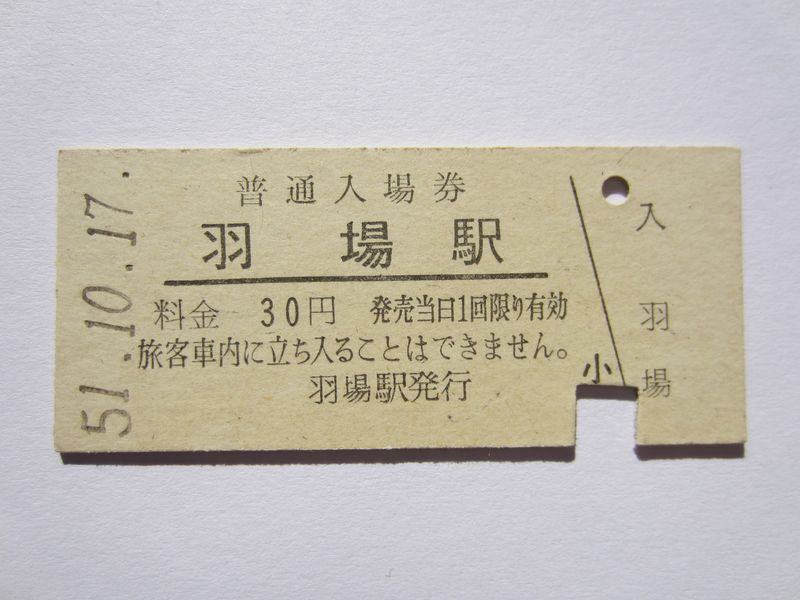 51.10.17.
普通入場券
羽場駅
料金 30円 発売当日1回限り有効
旅客車内に立ち入ることはできません。
羽場駅発行
小
入
羽
場